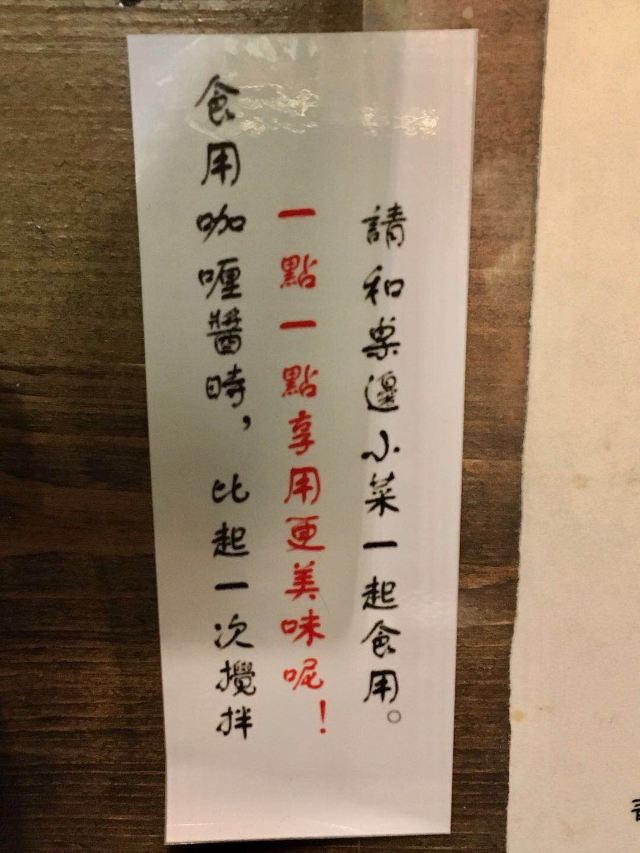 食用咖喱醬時，比起一次攪拌
一點一點享用更美味呢！
請和桌邊小菜一起食用。